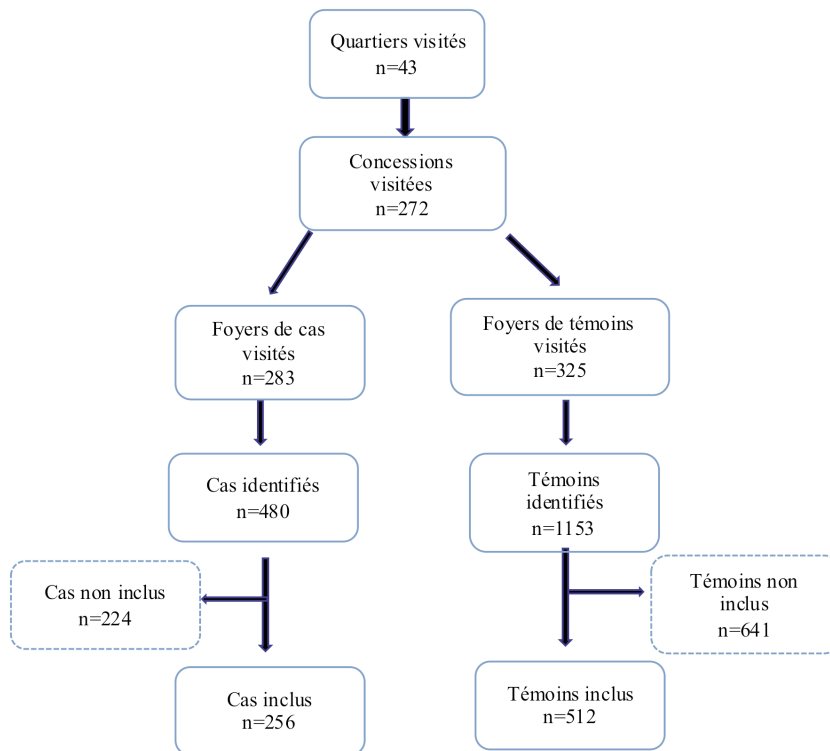 Quartiers visités
n=43
Concessions
visitées
n=272
Foyers de cas
visités
n=283
Foyers de témoins
visités
n=325
Cas identifiés
n=480
Témoins
identifiés
n=1153
Cas non inclus
n=224
Témoins non
inclus
n=641
Cas inclus
n=256
Témoins inclus
n=512